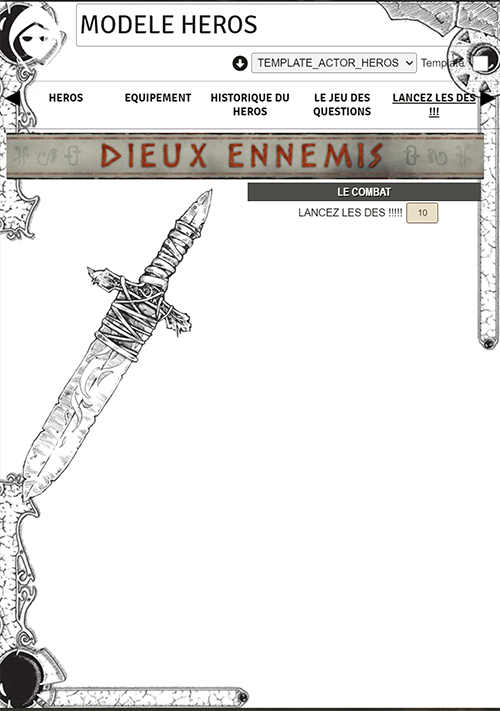 MODELE HEROS
TEMPLATE_ACTOR_HEROS
Template
HEROS
EQUIPEMENT
HISTORIQUE DU
HEROS
LE JEU DES
QUESTIONS
LANCEZ LES DES
!!!
DIEUX ENNEMIS
LE COMBAT
LANCEZ LES DES !!!!! 10